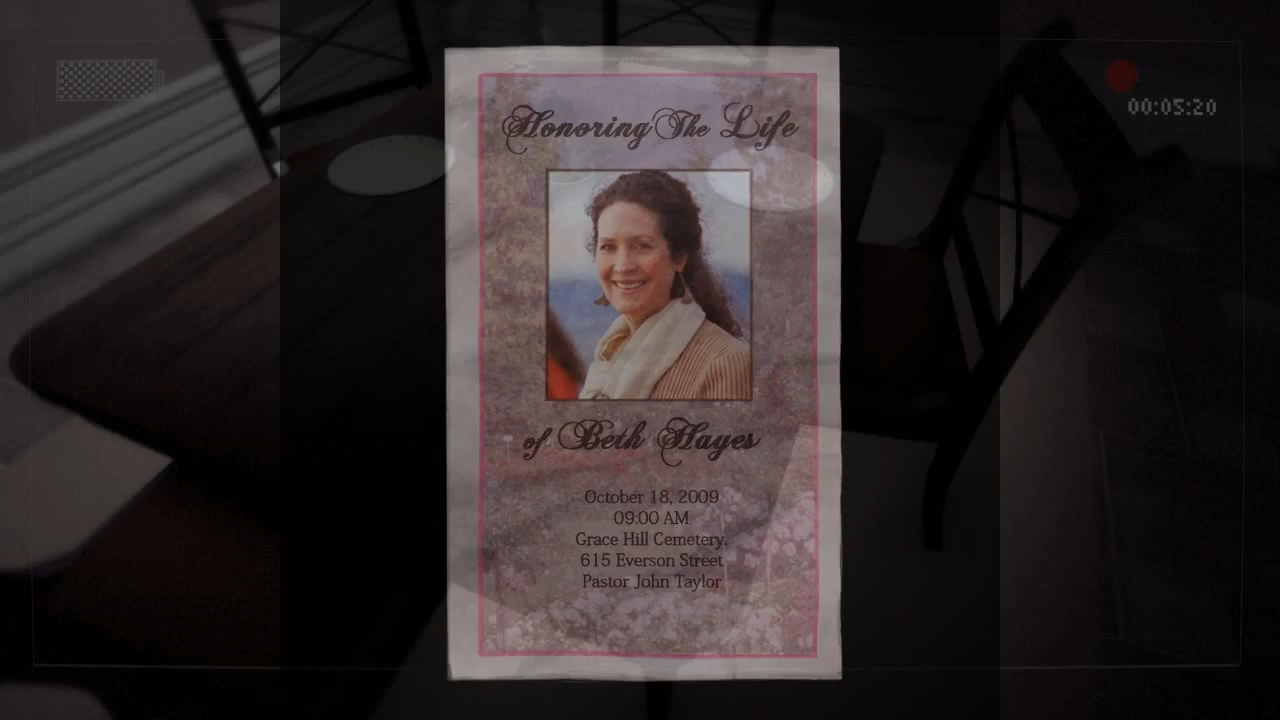 00:05:20
Honoring The Life
of Beth Hayes
October 18, 2009
09:00 AM
Grace Hill Cemetery,
615 Everson Street
Pastor John Taylor